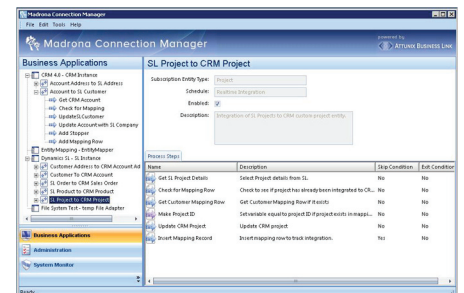 Madrona Connection Manager
File Edit Tools Help
Madrona Connection Manager
powered by
ATTUNIX BUSINESS LINK
Business Applications
CRM 4.0 - CRM Instance
Account Address to SL Address
Account to SL Customer
Get CRM Account
Check for Mapping
Update SL Customer
Update Account with SL Company
Add Stopper
Add Mapping Row
Entity Mapping - EntityMapper
Dynamics SL - SL Instance
Customer Address to CRM Account Ad
Customer To CRM Account
SL Order to CRM Sales Order
SL Product to CRM Product
SL Project to CRM Project
File System Test - temp File Adapter
Business Applications
Administration
System Monitor
SL Project to CRM Project
Subscription Entity Type: Project
Schedule: Realtime Integration
Enabled:
Description: Integration of SL Projects to CRM custom project entity.
Process Steps
Name Description Skip Condition Exit Condition
Get SL Project Details Select Project details from SL. No No
Check for Mapping Row Check to see if project has already been integrated to CR... No No
Get Customer Mapping Row Get Customer Mapping Row if it exists No No
Make Project ID Set variable equal to project ID if project exists in mappi... No No
Update CRM Project Update CRM project No No
Insert Mapping Record Insert mapping row to track integration. Yes No
Ready